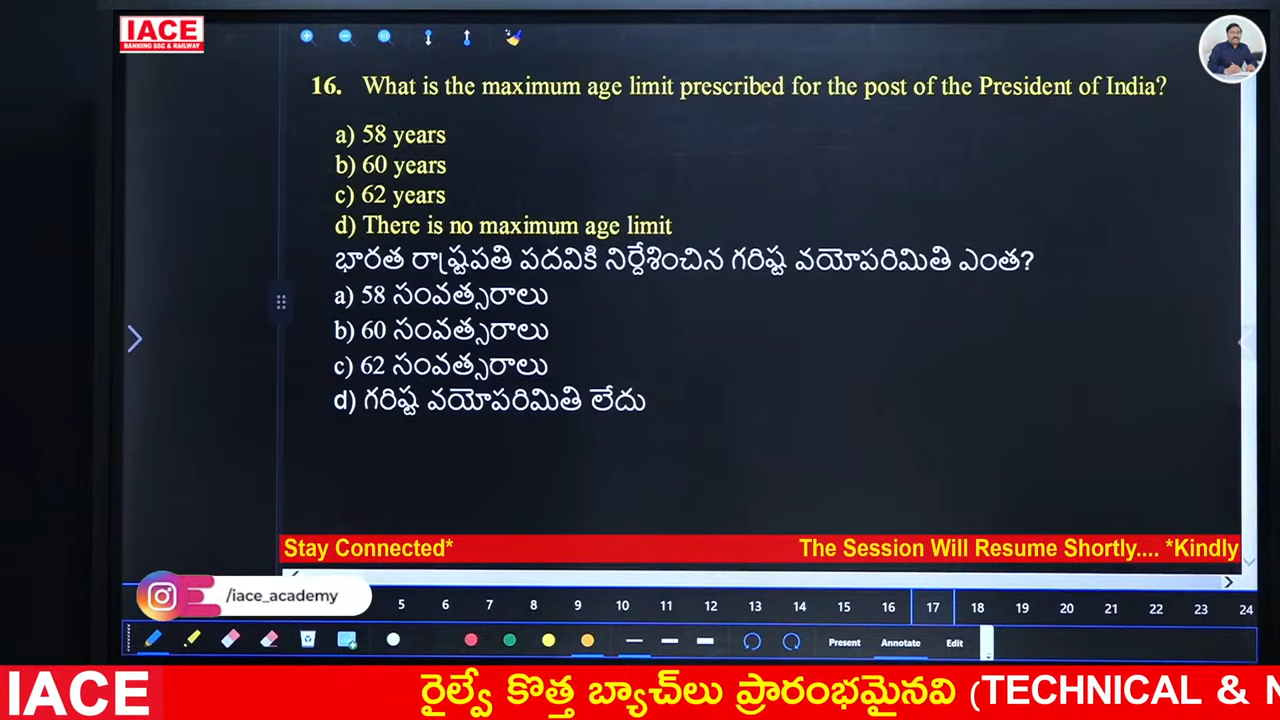 IACE
BANKING SSC & RAILWAY
16. What is the maximum age limit prescribed for the post of the President of India?
a) 58 years
b) 60 years
c) 62 years
d) There is no maximum age limit
భారత రాష్ట్రపతి పదవికి నిర్దేశించిన గరిష్ట వయోపరిమితి ఎంత?
a) 58 సంవత్సరాలు
b) 60 సంవత్సరాలు
c) 62 సంవత్సరాలు
d) గరిష్ట వయోపరిమితి లేదు
Stay Connected* The Session Will Resume Shortly.... *Kindly
/iace_academy
5 6 7 8 9 10 11 12 13 14 15 16 17 18 19 20 21 22 23 24
Present Annotate Edit
IACE రైల్వే కొత్త బ్యాచ్‌లు ప్రారంభమైనవి (TECHNICAL & N